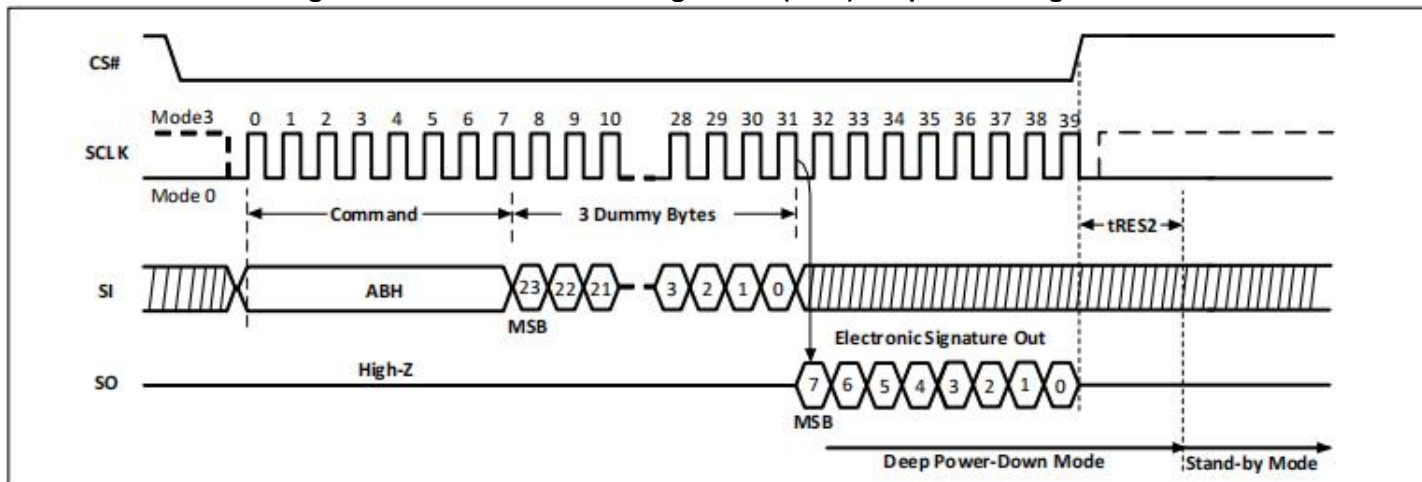 CS#
Mode3 0 1 2 3 4 5 6 7 8 9 10 28 29 30 31 32 33 34 35 36 37 38 39
SCLK
Mode 0
Command 3 Dummy Bytes tRES2
SI ABH 23 22 21 3 2 1 0
MSB
Electronic Signature Out
High-Z
SO 7 6 5 4 3 2 1 0
MSB
Deep Power-Down Mode Stand-by Mode